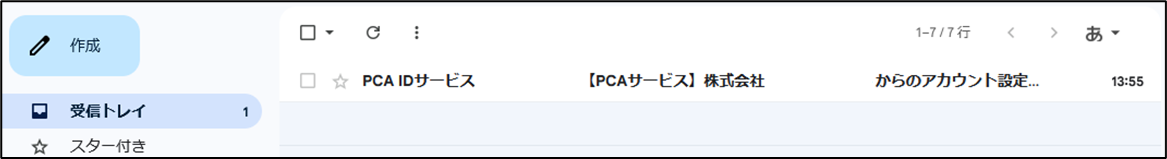 作成
1–7 / 7 行
あ
PCA IDサービス 【PCAサービス】株式会社 からのアカウント設定... 13:55
受信トレイ 1
スター付き